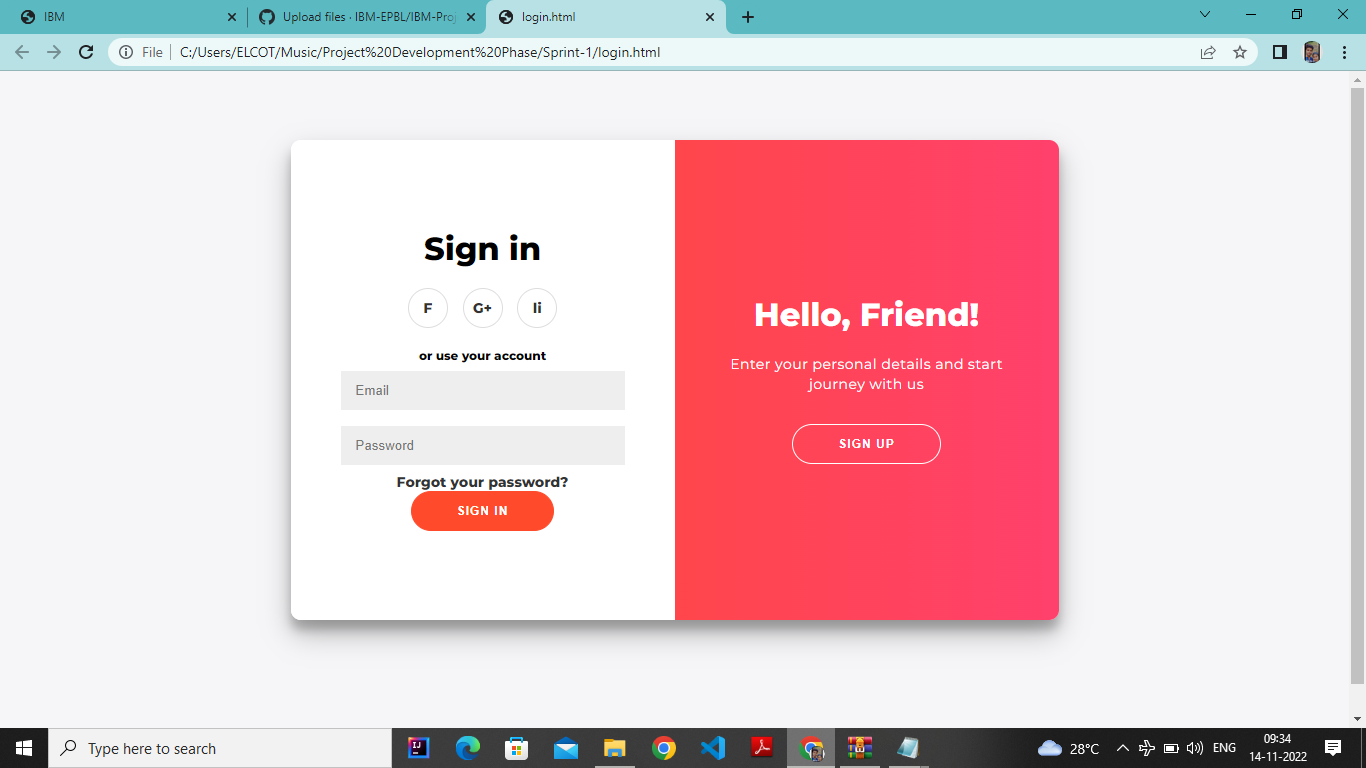 IBM
Upload files · IBM-EPBL/IBM-Proj
login.html
File
C:/Users/ELCOT/Music/Project%20Development%20Phase/Sprint-1/login.html
Sign in
F G+ li
or use your account
Email
Password
Forgot your password?
SIGN IN
Hello, Friend!
Enter your personal details and start
journey with us
SIGN UP
Type here to search
28°C
ENG
09:34
14-11-2022